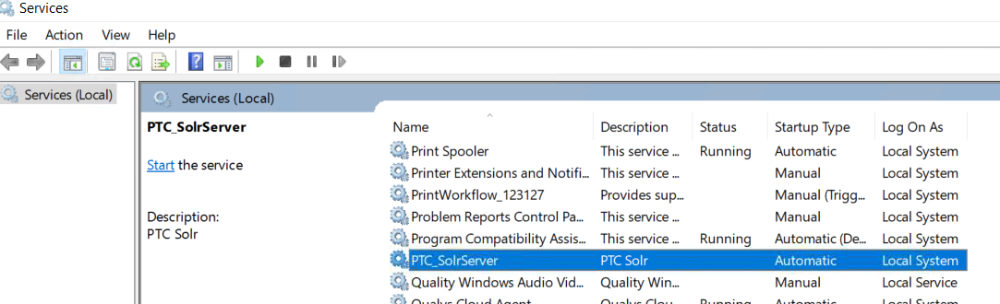 Services
File Action View Help
Services (Local)
Services (Local)
PTC_SolrServer
Start the service
Description:
PTC Solr
Name Description Status Startup Type Log On As
Print Spooler This service ... Running Automatic Local System
Printer Extensions and Notifi... This service ... Manual Local System
PrintWorkflow_123127 Provides sup... Manual (Trigg... Local System
Problem Reports Control Pa... This service ... Manual Local System
Program Compatibility Assis... This service ... Running Automatic (De... Local System
PTC_SolrServer PTC Solr Automatic Local System
Quality Windows Audio Vid... Quality Win... Manual Local Service
Qualys Cloud Agent Qualys Clou... Running Automatic Local System